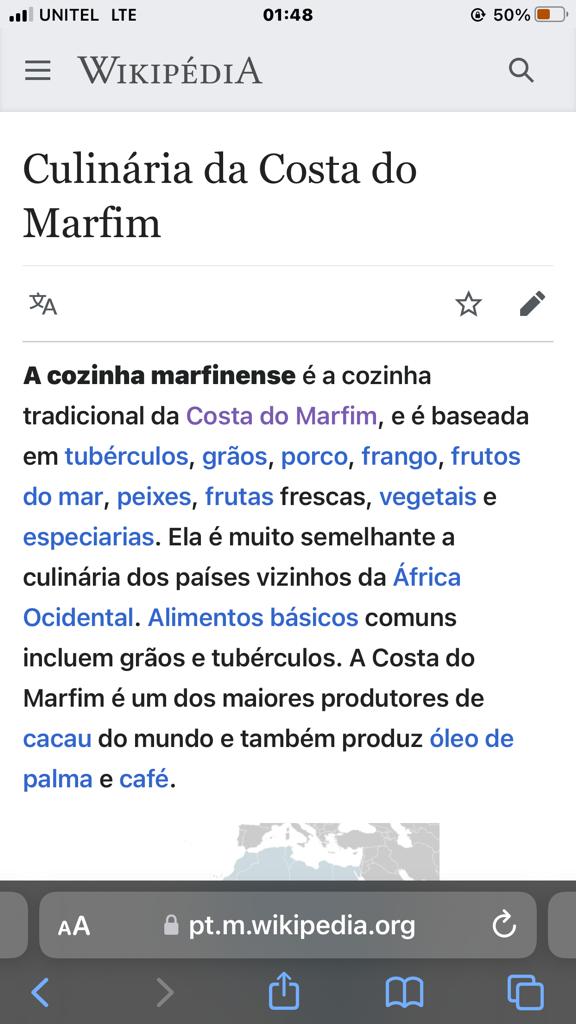 UNITEL LTE 01:48 50%
WIKIPÉDIA
Culinária da Costa do
Marfim
文A
A cozinha marfinense é a cozinha
tradicional da Costa do Marfim, e é baseada
em tubérculos, grãos, porco, frango, frutos
do mar, peixes, frutas frescas, vegetais e
especiarias. Ela é muito semelhante a
culinária dos países vizinhos da África
Ocidental. Alimentos básicos comuns
incluem grãos e tubérculos. A Costa do
Marfim é um dos maiores produtores de
cacau do mundo e também produz óleo de
palma e café.
AA pt.m.wikipedia.org